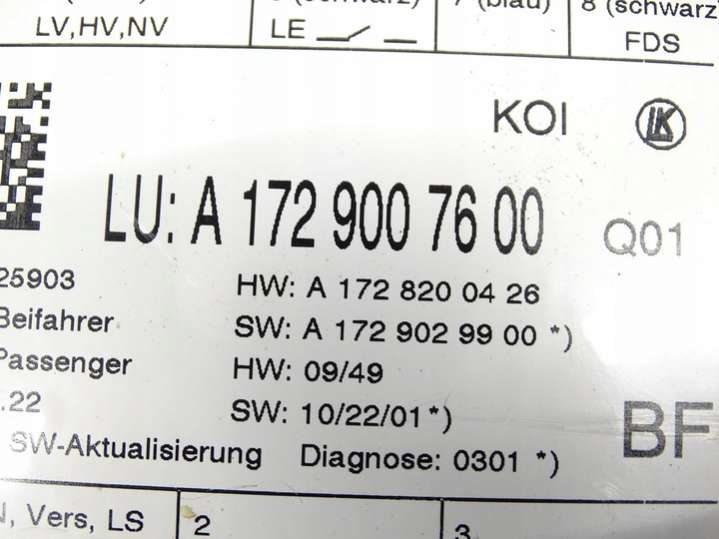 (schwarz) 7 (blau) 8 (schwarz
LV,HV,NV LE FDS
KOI LK
LU: A 172 900 76 00 Q01
25903 HW: A 172 820 04 26
Beifahrer SW: A 172 902 99 00 *)
Passenger HW: 09/49
.22 SW: 10/22/01 *) BF
SW-Aktualisierung Diagnose: 0301 *)
N, Vers, LS 2 3